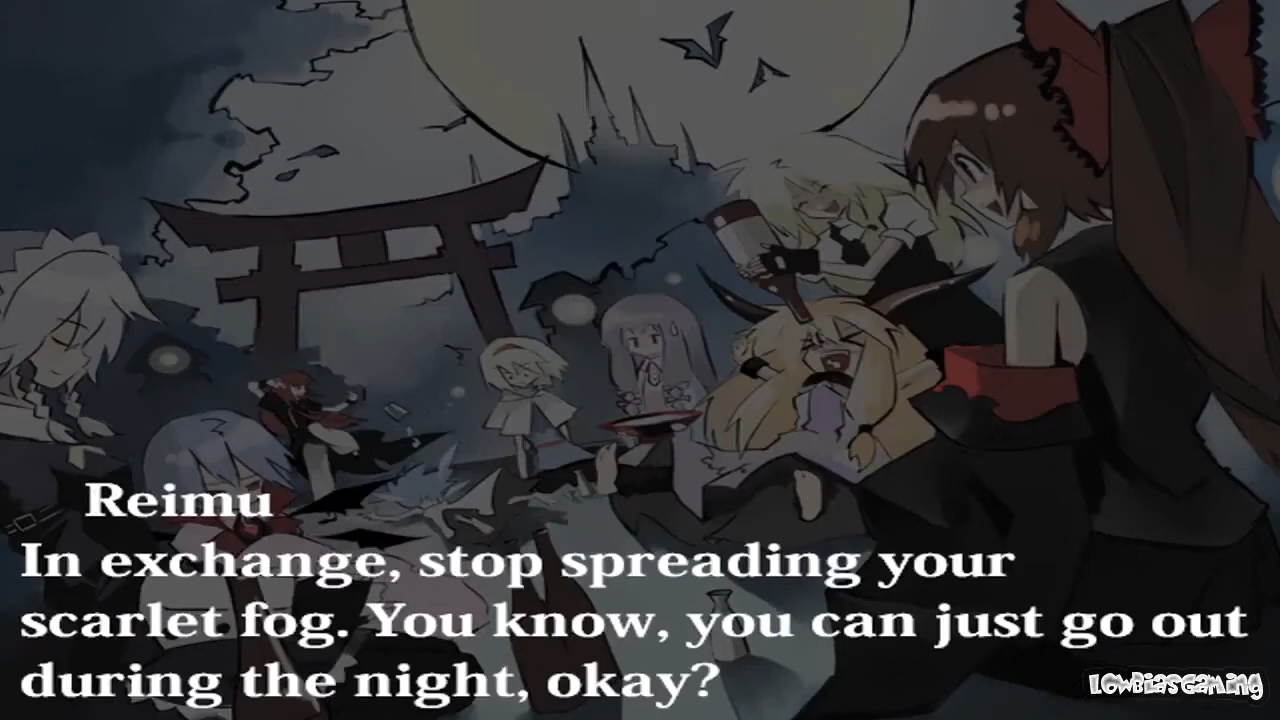 Reimu
In exchange, stop spreading your
scarlet fog. You know, you can just go out
during the night, okay?
LowBiasGaming